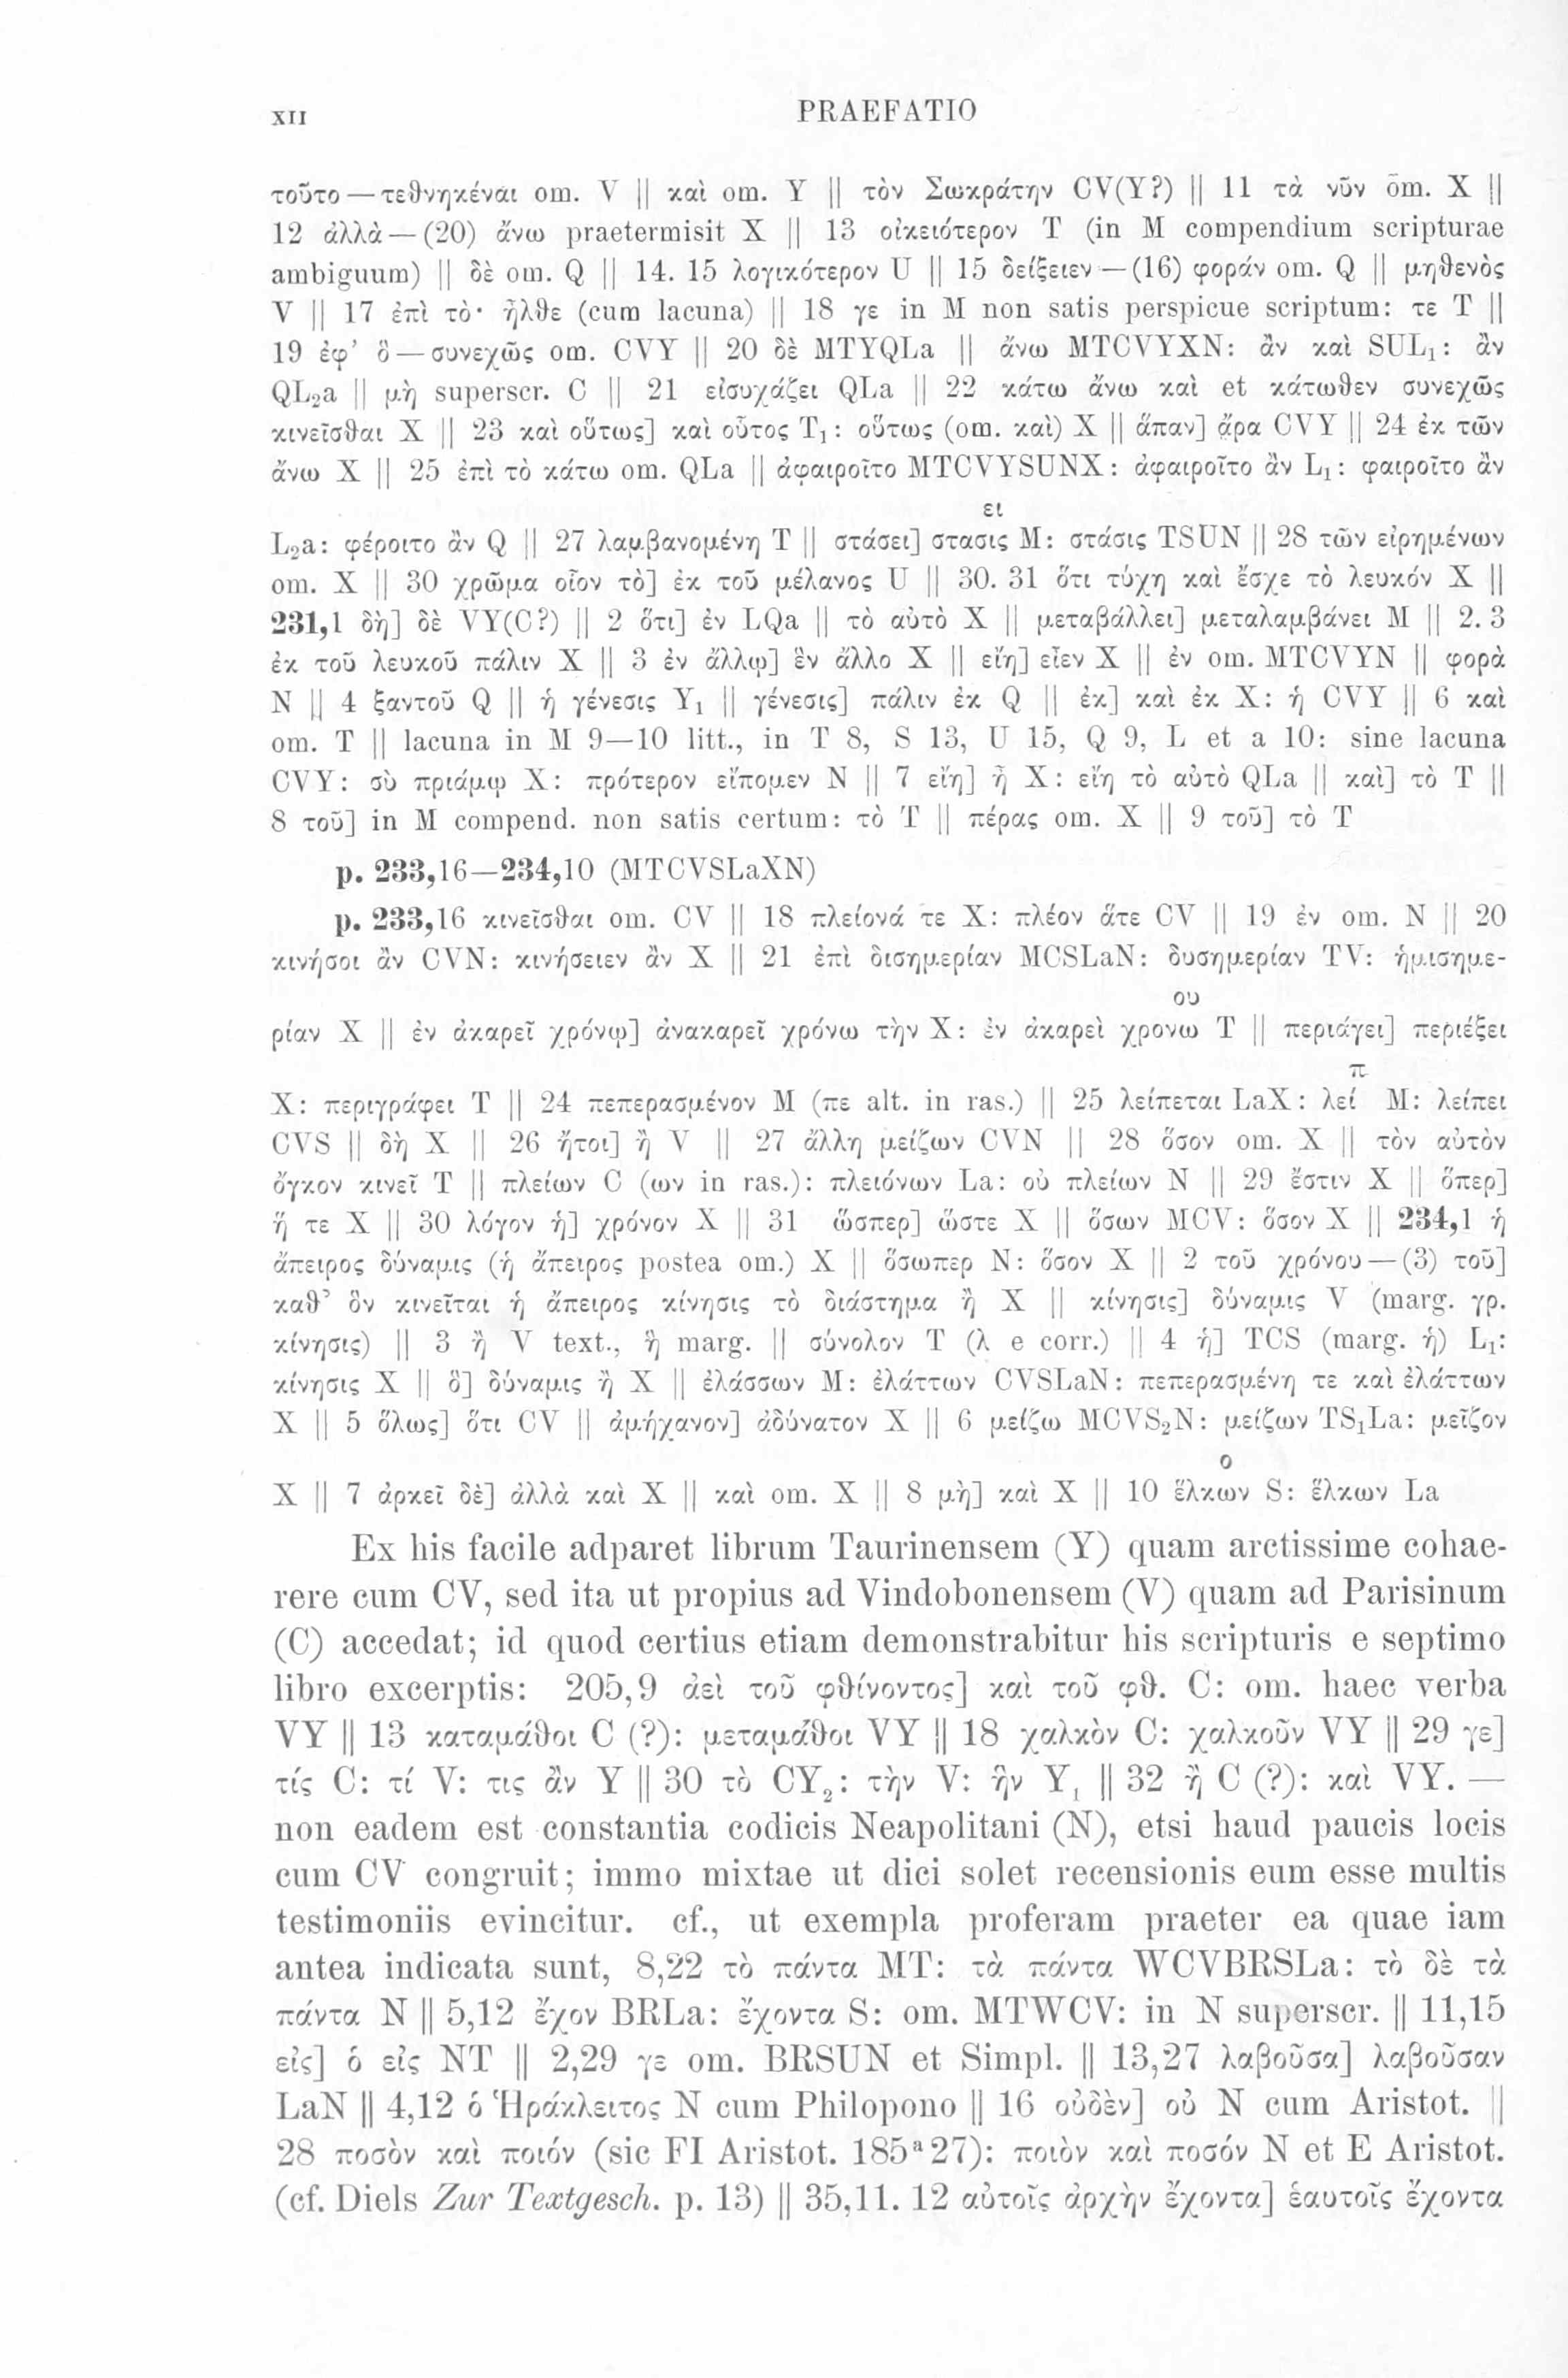 XII PRAEFATIO
τοῦτο — τεθνηκέναι om. V || καὶ om. Y || τὸν Σωκράτην CV(Y?) || 11 τὰ νῦν om. X ||
12 ἀλλὰ — (20) ἄνω praetermisit X || 13 οἰκειότερον T (in M compendium scripturae
ambiguum) || δὲ om. Q || 14. 15 λογικότερον U || 15 δείξειεν — (16) φοράν om. Q || μηθενὸς
V || 17 ἐπὶ τὸ· ἦλθε (cum lacuna) || 18 γε in M non satis perspicue scriptum: τε T ||
19 ἐφ’ ὃ — συνεχῶς om. CVY || 20 δὲ MTYQLa || ἄνω MTCVYXN: ἂν καὶ SUL₁: ἂν
QL₂a || μὴ superscr. C || 21 εἰσυχάζει QLa || 22 κάτω ἄνω καὶ et κάτωθεν συνεχῶς
κινεῖσθαι X || 23 καὶ οὕτως] καὶ οὗτος T₁: οὕτως (om. καὶ) X || ἅπαν] ἄρα CVY || 24 ἐκ τῶν
ἄνω X || 25 ἐπὶ τὸ κάτω om. QLa || ἀφαιροῖτο MTCVYSUNX: ἀφαιροῖτο ἂν L₁: φαιροῖτο ἂν
ει
L₂a: φέροιτο ἂν Q || 27 λαμβανομένη T || στάσει] στασις M: στάσις TSUN || 28 τῶν εἰρημένων
om. X || 30 χρῶμα οἷον τὸ] ἐκ τοῦ μέλανος U || 30. 31 ὅτι τύχη καὶ ἔσχε τὸ λευκόν X ||
231,1 δὴ] δὲ VY(C?) || 2 ὅτι] ἐν LQa || τὸ αὐτὸ X || μεταβάλλει] μεταλαμβάνει M || 2. 3
ἐκ τοῦ λευκοῦ πάλιν X || 3 ἐν ἄλλῳ] ἓν ἄλλο X || εἴη] εἶεν X || ἐν om. MTCVYN || φορὰ
N || 4 ξαντοῦ Q || ἡ γένεσις Y₁ || γένεσις] πάλιν ἐκ Q || ἐκ] καὶ ἐκ X: ἡ CVY || 6 καὶ
om. T || lacuna in M 9—10 litt., in T 8, S 13, U 15, Q 9, L et a 10: sine lacuna
CVY: σὺ πριάμῳ X: πρότερον εἴπομεν N || 7 εἴη] ἦ X: εἴη τὸ αὐτὸ QLa || καὶ] τὸ T ||
8 τοῦ] in M compend. non satis certum: τὸ T || πέρας om. X || 9 τοῦ] τὸ T
p. 233,16—234,10 (MTCVSLaXN)
p. 233,16 κινεῖσθαι om. CV || 18 πλείονά τε X: πλέον ἅτε CV || 19 ἐν om. N || 20
κινήσοι ἂν CVN: κινήσειεν ἂν X || 21 ἐπὶ δισημερίαν MCSLaN: δυσημερίαν TV: ἡμισημε-
ου
ρίαν X || ἐν ἀκαρεῖ χρόνῳ] ἀνακαρεῖ χρόνω τὴν X: ἐν ἀκαρεὶ χρονω T || περιάγει] περιέξει
π
X: περιγράφει T || 24 πεπερασμένον M (πε alt. in ras.) || 25 λείπεται LaX: λεί M: λείπει
CVS || δὴ X || 26 ἤτοι] ἢ V || 27 ἄλλη μείζων CVN || 28 ὅσον om. X || τὸν αὐτὸν
ὄγκον κινεῖ T || πλείων C (ων in ras.): πλειόνων La: οὐ πλείων N || 29 ἔστιν X || ὅπερ]
ἥ τε X || 30 λόγον ἡ] χρόνον X || 31 ὥσπερ] ὥστε X || ὅσων MCV: ὅσον X || 234,1 ἡ
ἄπειρος δύναμις (ἡ ἄπειρος postea om.) X || ὅσωπερ N: ὅσον X || 2 τοῦ χρόνου — (3) τοῦ]
καθ’ ὃν κινεῖται ἡ ἄπειρος κίνησις τὸ διάστημα ἢ X || κίνησις] δύναμις V (marg. γρ.
κίνησις) || 3 ἢ V text., ἣ marg. || σύνολον T (λ e corr.) || 4 ἡ] TCS (marg. ἡ) L₁:
κίνησις X || ὃ] δύναμις ἢ X || ἐλάσσων M: ἐλάττων CVSLaN: πεπερασμένη τε καὶ ἐλάττων
X || 5 ὅλως] ὅτι CV || ἀμήχανον] ἀδύνατον X || 6 μείζω MCVS₂N: μείζων TS₁La: μεῖζον
ο
X || 7 ἀρκεῖ δὲ] ἀλλὰ καὶ X || καὶ om. X || 8 μὴ] καὶ X || 10 ἕλκων S: ἕλκων La
Ex his facile adparet librum Taurinensem (Y) quam arctissime cohae-
rere cum CV, sed ita ut propius ad Vindobonensem (V) quam ad Parisinum
(C) accedat; id quod certius etiam demonstrabitur his scripturis e septimo
libro excerptis: 205,9 ἀεὶ τοῦ φθίνοντος] καὶ τοῦ φθ. C: om. haec verba
VY || 13 καταμάθοι C (?): μεταμάθοι VY || 18 χαλκὸν C: χαλκοῦν VY || 29 γε]
τίς C: τί V: τις ἂν Y || 30 τὸ CY₂: τὴν V: ἣν Y₁ || 32 ἢ C (?): καὶ VY. —
non eadem est constantia codicis Neapolitani (N), etsi haud paucis locis
cum CV congruit; immo mixtae ut dici solet recensionis eum esse multis
testimoniis evincitur. cf., ut exempla proferam praeter ea quae iam
antea indicata sunt, 8,22 τὸ πάντα MT: τὰ πάντα WCVBRSLa: τὸ δὲ τὰ
πάντα N || 5,12 ἔχον BRLa: ἔχοντα S: om. MTWCV: in N superscr. || 11,15
εἰς] ὁ εἰς NT || 2,29 γε om. BRSUN et Simpl. || 13,27 λαβοῦσα] λαβοῦσαν
LaN || 4,12 ὁ Ἡράκλειτος N cum Philopono || 16 οὐδὲν] οὐ N cum Aristot. ||
28 ποσὸν καὶ ποιόν (sic FI Aristot. 185ᵃ27): ποιὸν καὶ ποσόν N et E Aristot.
(cf. Diels Zur Textgesch. p. 13) || 35,11. 12 αὐτοῖς ἀρχὴν ἔχοντα] ἑαυτοῖς ἔχοντα